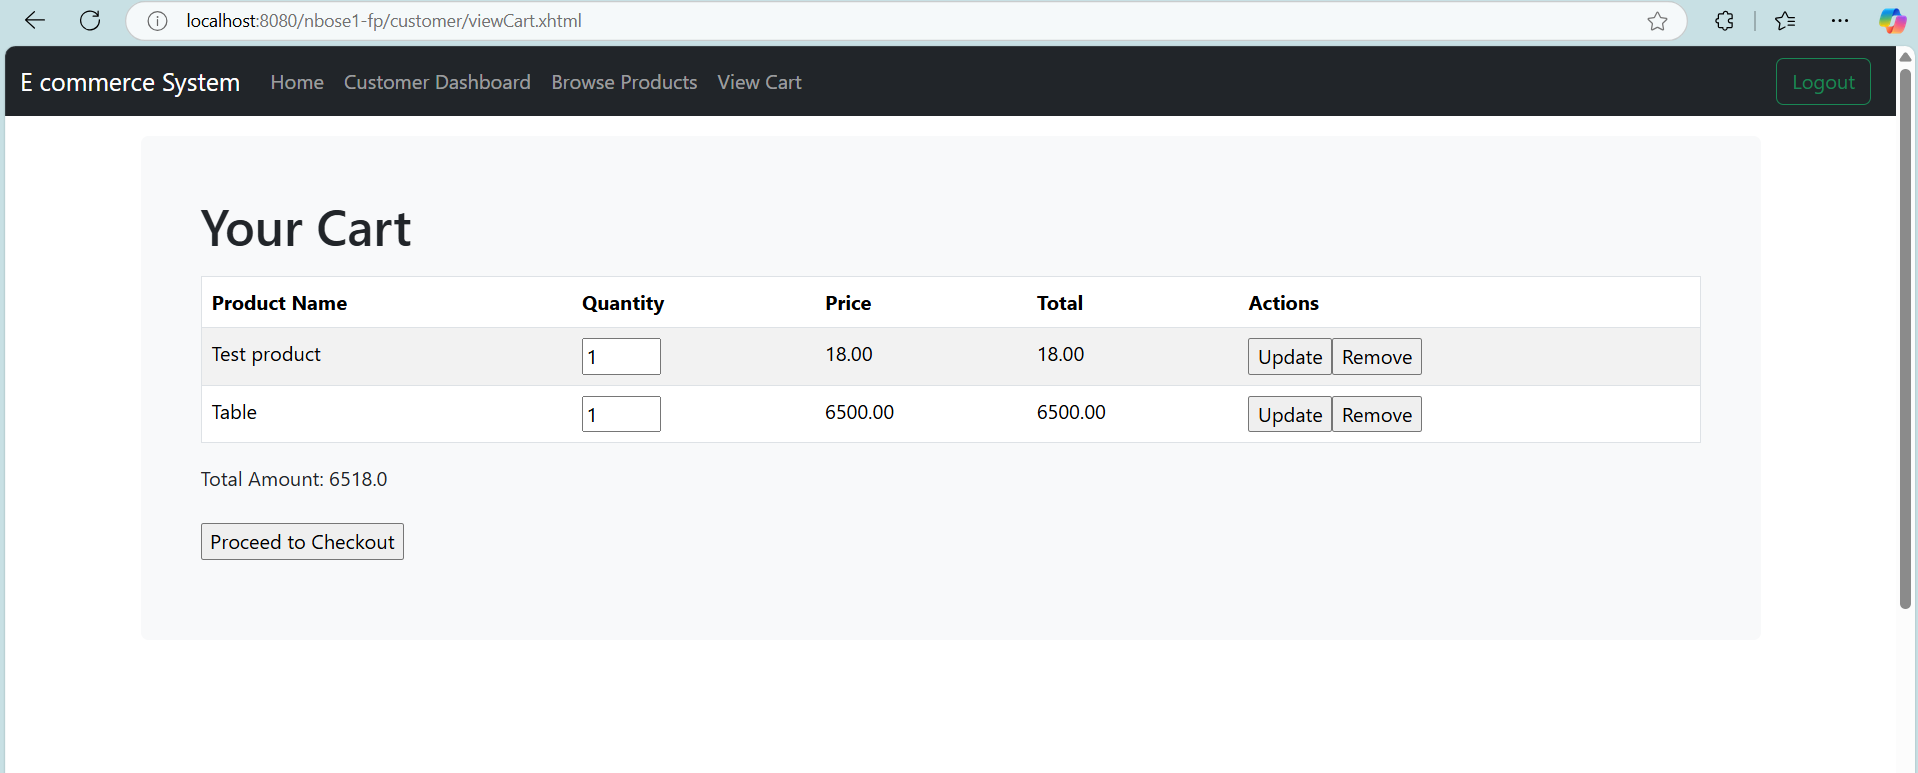 localhost:8080/nbose1-fp/customer/viewCart.xhtml
E commerce System Home Customer Dashboard Browse Products View Cart Logout
Your Cart
Product Name Quantity Price Total Actions
Test product 1 18.00 18.00 Update Remove
Table 1 6500.00 6500.00 Update Remove
Total Amount: 6518.0
Proceed to Checkout